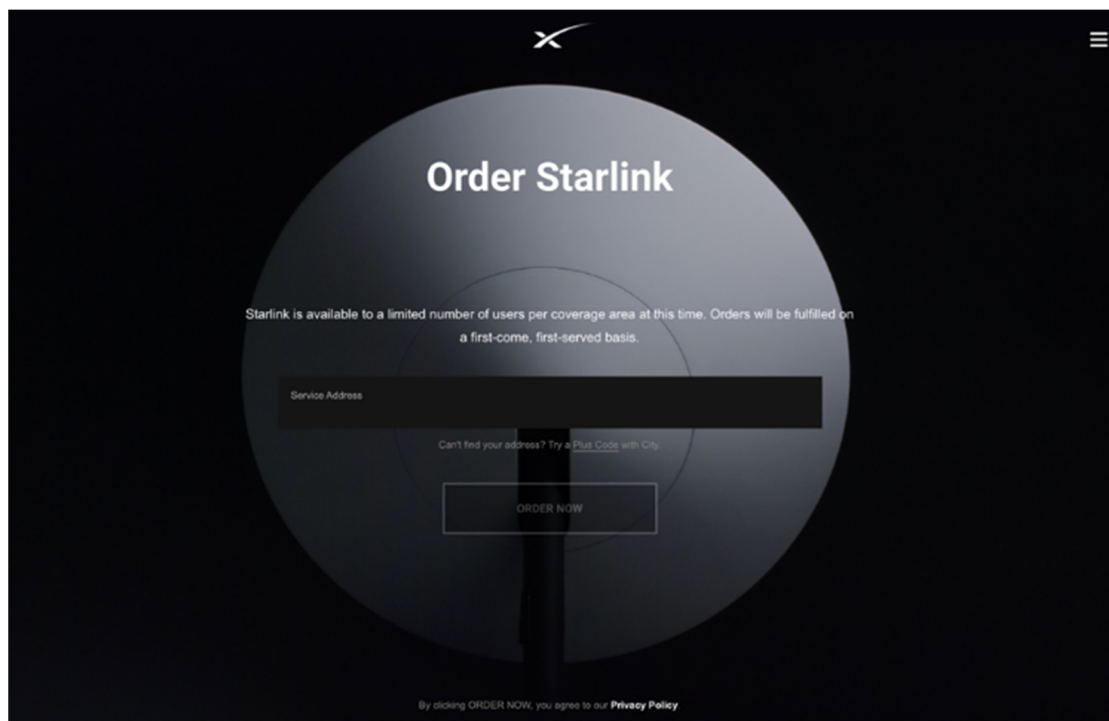 Order Starlink
Starlink is available to a limited number of users per coverage area at this time. Orders will be fulfilled on
a first-come, first-served basis.
Service Address
Can't find your address? Try a Plus Code with City.
ORDER NOW
By clicking ORDER NOW, you agree to our Privacy Policy